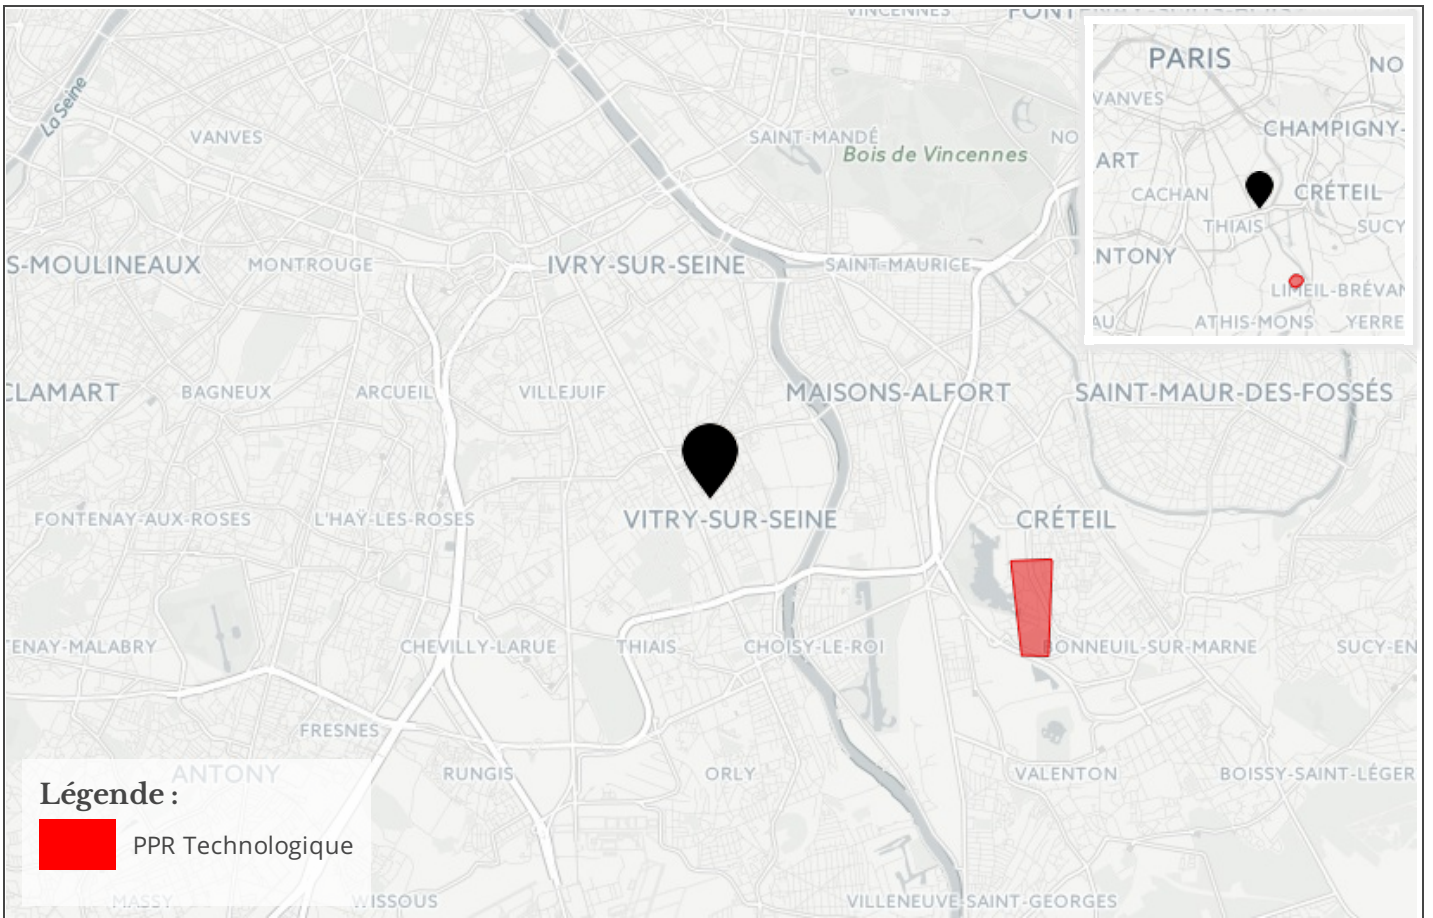 VINCENNES
La Seine
VANVES
SAINT-MANDÉ
NO
Bois de Vincennes
S-MOULINEAUX
MONTROUGE
IVRY-SUR-SEINE
SAINT-MAURICE
CLAMART
BAGNEUX
ARCUEIL
VILLEJUIF
MAISONS-ALFORT
SAINT-MAUR-DES-FOSSÉS
FONTENAY-AUX-ROSES
L'HAŸ-LES-ROSES
VITRY-SUR-SEINE
CRÉTEIL
TENAY-MALABRY
CHEVILLY-LARUE
THIAIS
CHOISY-LE-ROI
BONNEUIL-SUR-MARNE
SUCY-EN
FRESNES
ANTONY
RUNGIS
ORLY
VALENTON
BOISSY-SAINT-LÉGER
MASSY
WISSOUS
VILLENEUVE-SAINT-GEORGES
PARIS
NO
VANVES
CHAMPIGNY-
ART
CACHAN
CRÉTEIL
THIAIS
SUCY-
NTONY
LIMEIL-BRÉVAN
AU
ATHIS-MONS
YERRE
Légende :
PPR Technologique